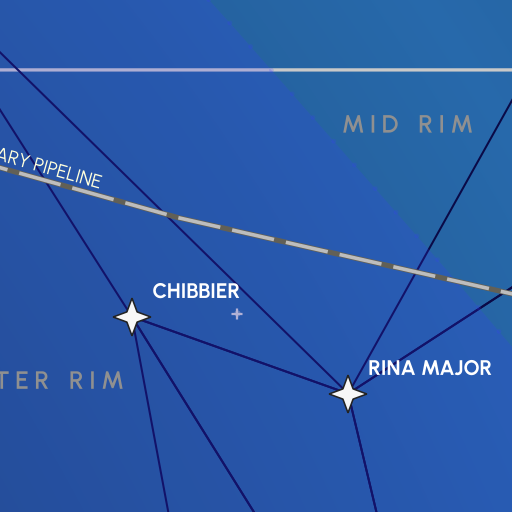 MID RIM
ARY PIPELINE
CHIBBIER
RINA MAJOR
TER RIM